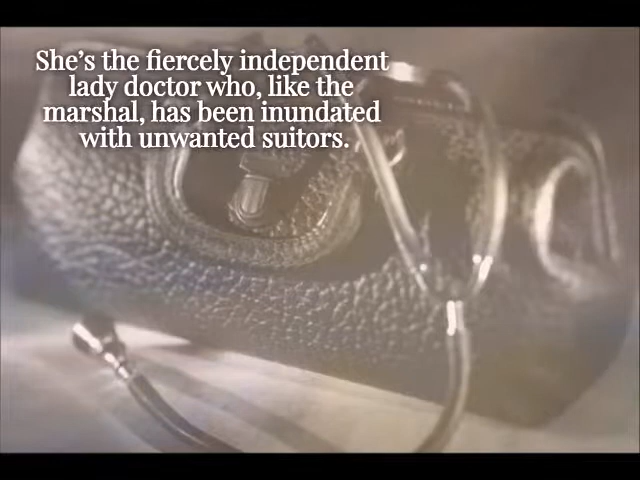 She’s the fiercely independent
lady doctor who, like the
marshal, has been inundated
with unwanted suitors.